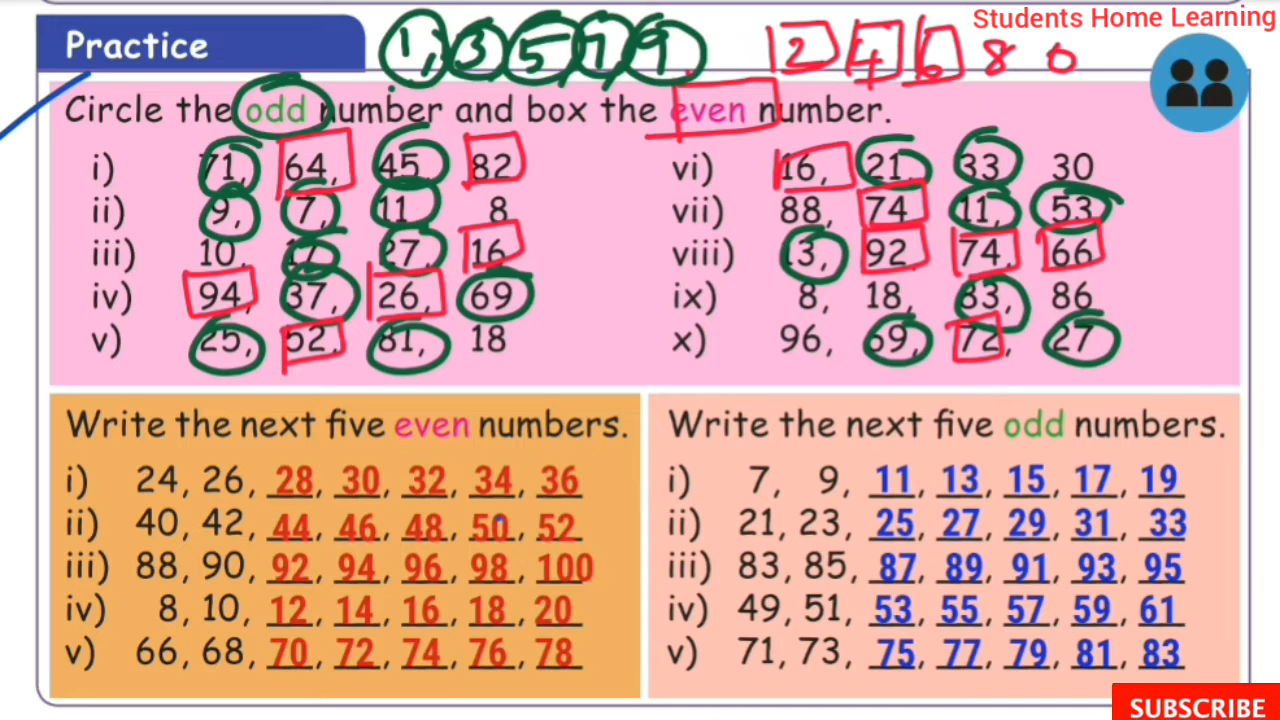 Students Home Learning
Practice
1, 3 5 7 9 2 4 6 8 0
Circle the odd number and box the even number.
i) 71, 64, 45, 82
ii) 9, 7, 11 8
iii) 10, 17 27, 16
iv) 94, 37, 26, 69
v) 25, 52, 81, 18
vi) 16, 21, 33 30
vii) 88, 74 11, 53
viii) 13, 92, 74, 66
ix) 8, 18, 83, 86
x) 96, 59, 72, 27
Write the next five even numbers.
i) 24, 26, 28, 30, 32, 34, 36
ii) 40, 42, 44, 46, 48, 50, 52
iii) 88, 90, 92, 94, 96, 98, 100
iv) 8, 10, 12, 14, 16, 18, 20
v) 66, 68, 70, 72, 74, 76, 78
Write the next five odd numbers.
i) 7, 9, 11, 13, 15, 17, 19
ii) 21, 23, 25, 27, 29, 31, 33
iii) 83, 85, 87, 89, 91, 93, 95
iv) 49, 51, 53, 55, 57, 59, 61
v) 71, 73, 75, 77, 79, 81, 83
SUBSCRIBE